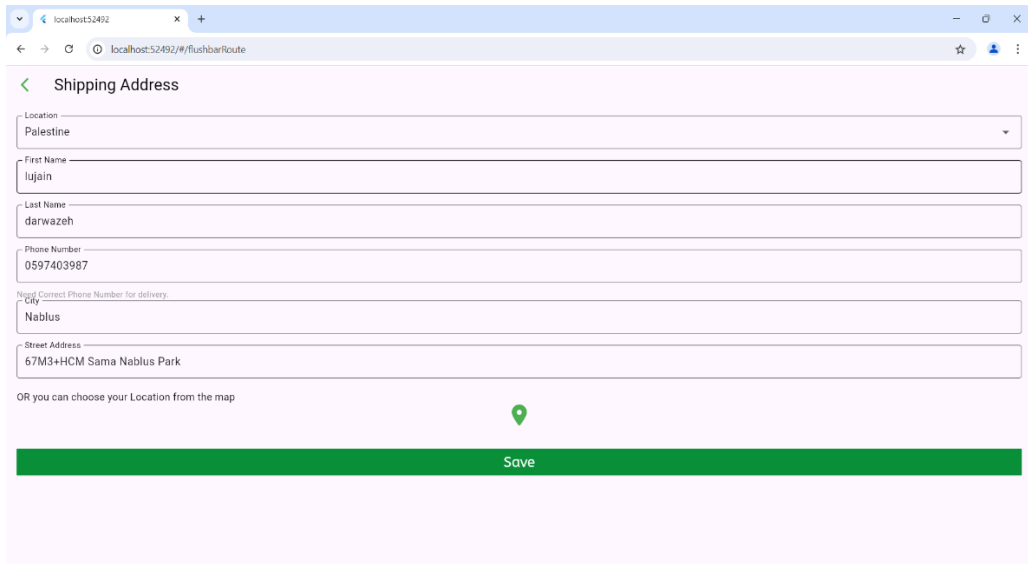 localhost:52492
localhost:52492/#/flushbarRoute
Shipping Address
Location
Palestine
First Name
lujain
Last Name
darwazeh
Phone Number
0597403987
Need Correct Phone Number for delivery.
City
Nablus
Street Address
67M3+HCM Sama Nablus Park
OR you can choose your Location from the map
Save